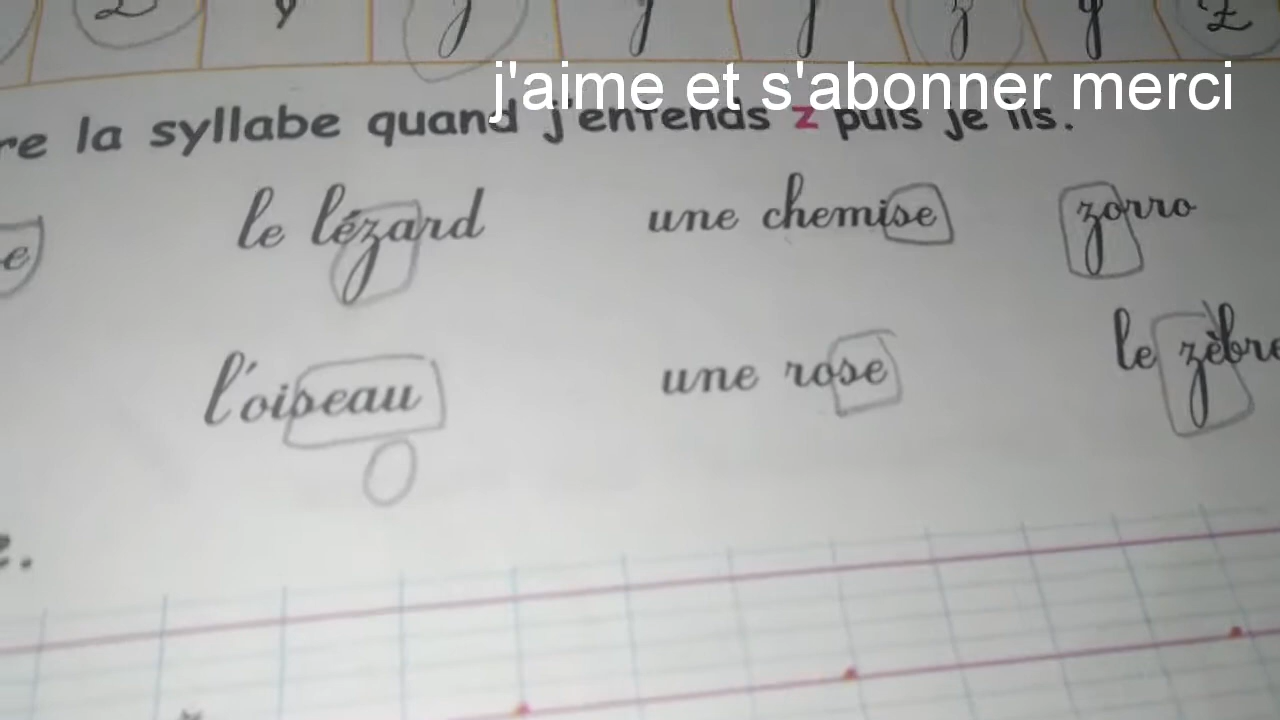 z y z y y y z y z
j'aime et s'abonner merci
re la syllabe quand j'entends z puis je lis.
e le lézard une chemise zorro
l'oiseau une rose le zèbre
O
e.